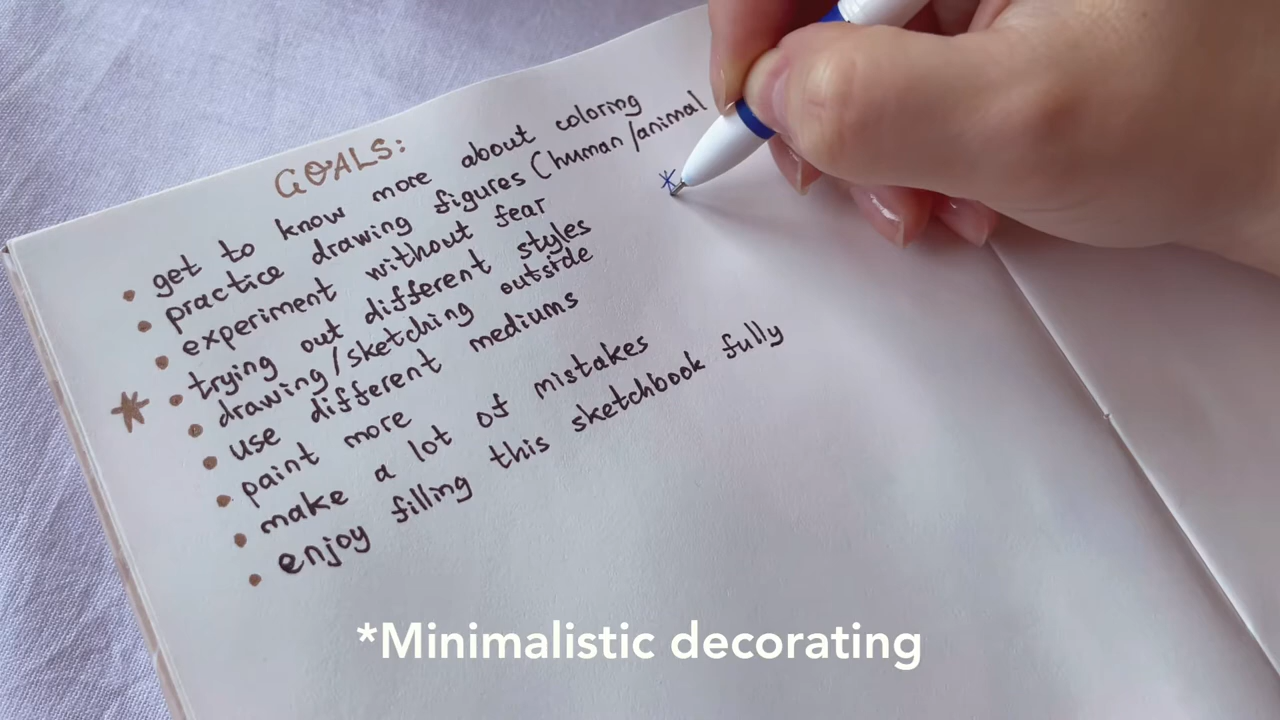 GOALS:
• get to know more about coloring
• practice drawing figures (human/animal
• experiment without fear
• trying out different styles
• drawing/sketching outside
• use different mediums
• paint more
• make a lot of mistakes
• enjoy filling this sketchbook fully
*Minimalistic decorating